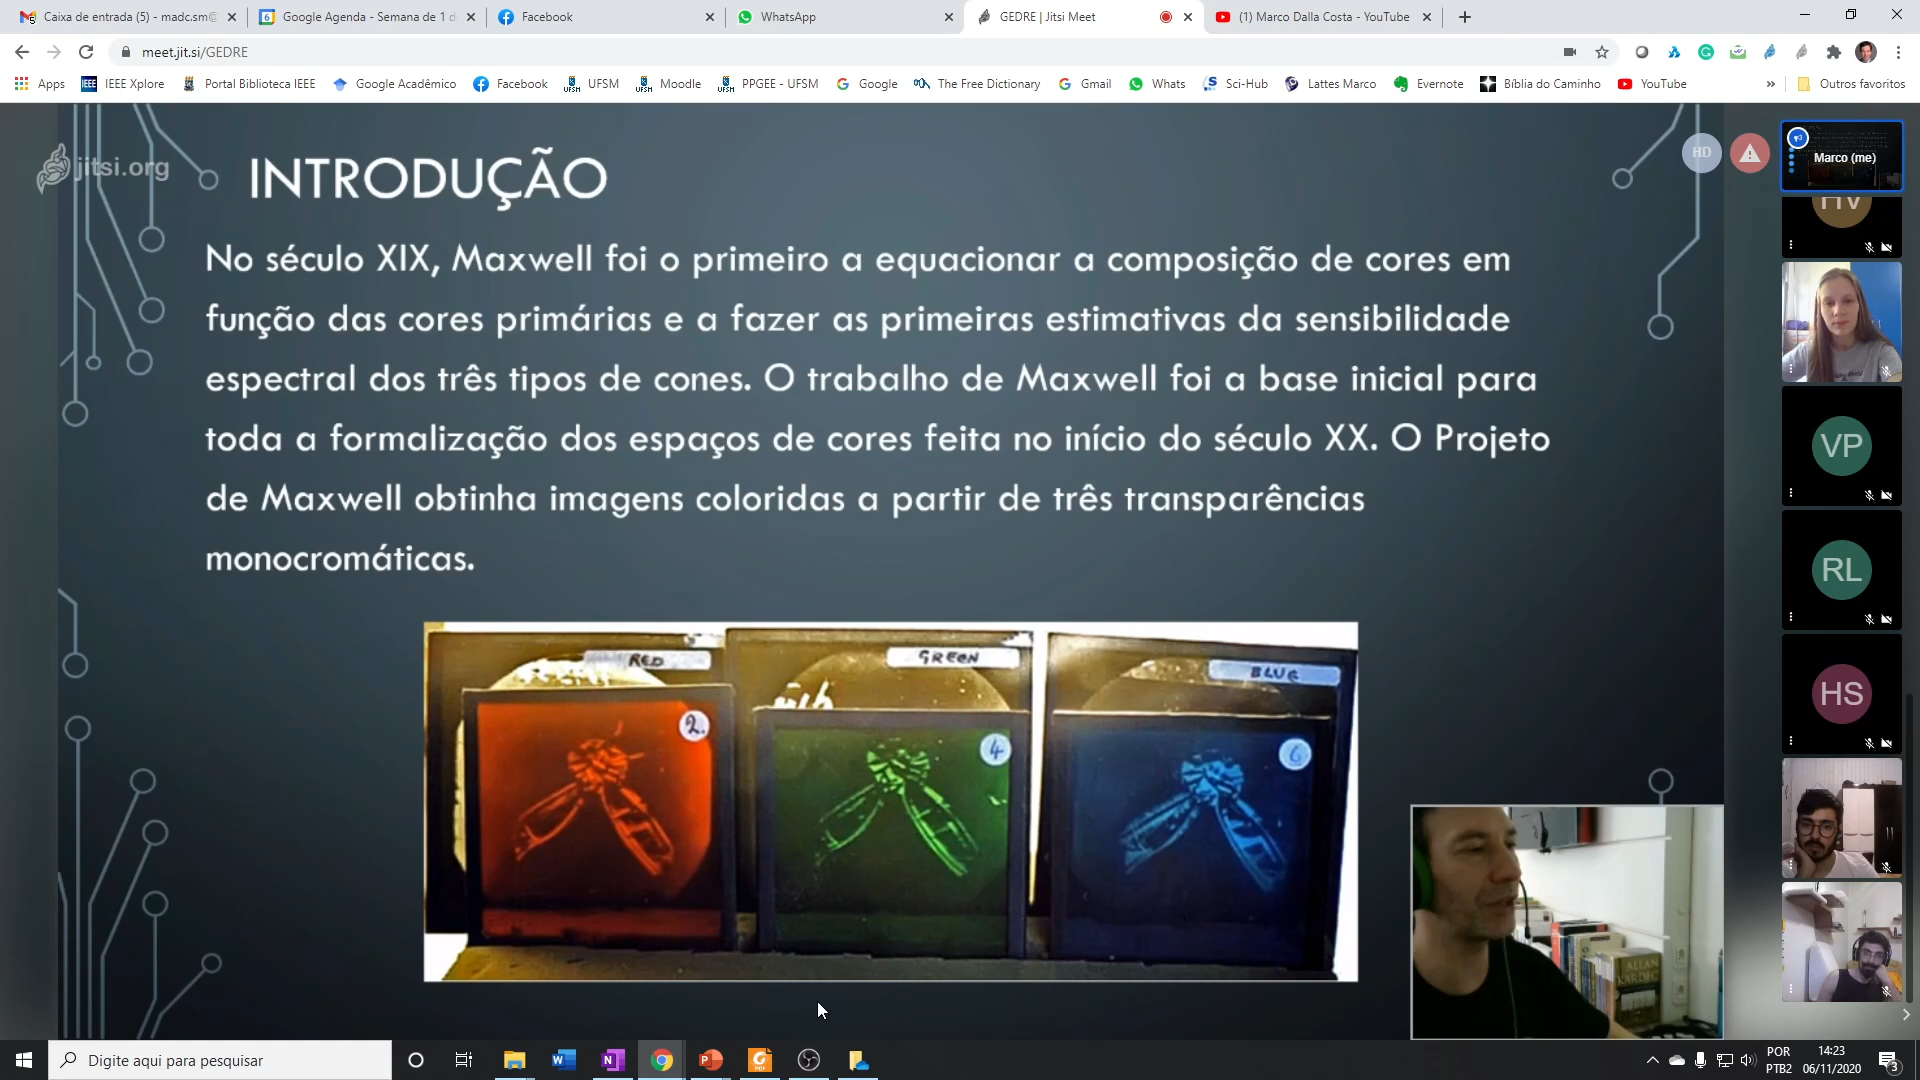 Caixa de entrada (5) - madc.sm@
Google Agenda - Semana de 1 d
Facebook
WhatsApp
GEDRE | Jitsi Meet
(1) Marco Dalla Costa - YouTube
meet.jit.si/GEDRE
Apps
IEEE Xplore
Portal Biblioteca IEEE
Google Acadêmico
Facebook
UFSM
Moodle
PPGEE - UFSM
Google
The Free Dictionary
Gmail
Whats
Sci-Hub
Lattes Marco
Evernote
Bíblia do Caminho
YouTube
»
Outros favoritos
jitsi.org
INTRODUÇÃO
No século XIX, Maxwell foi o primeiro a equacionar a composição de cores em
função das cores primárias e a fazer as primeiras estimativas da sensibilidade
espectral dos três tipos de cones. O trabalho de Maxwell foi a base inicial para
toda a formalização dos espaços de cores feita no início do século XX. O Projeto
de Maxwell obtinha imagens coloridas a partir de três transparências
monocromáticas.
RED
GREEN
BLUE
2.
4
6
ALLAN
KARDEC
HD
Marco (me)
HV
VP
RL
HS
Digite aqui para pesquisar
POR
PTB2
14:23
06/11/2020
3